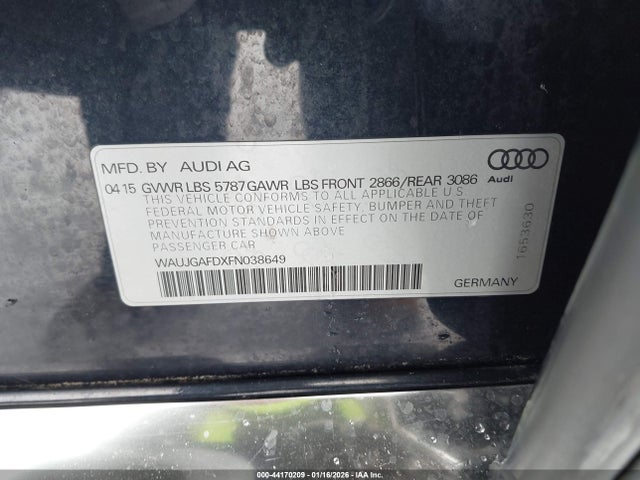 MFD. BY AUDI AG
04 15 GVWR LBS 5787 GAWR LBS FRONT 2866/REAR 3086
THIS VEHICLE CONFORMS TO ALL APPLICABLE U.S.
FEDERAL MOTOR VEHICLE SAFETY, BUMPER AND THEFT
PREVENTION STANDARDS IN EFFECT ON THE DATE OF
MANUFACTURE SHOWN ABOVE
PASSENGER CAR
WAUJGAFDXFN038649
Audi
1653630
GERMANY
000-44170209 | 01/16/2026 - IAA